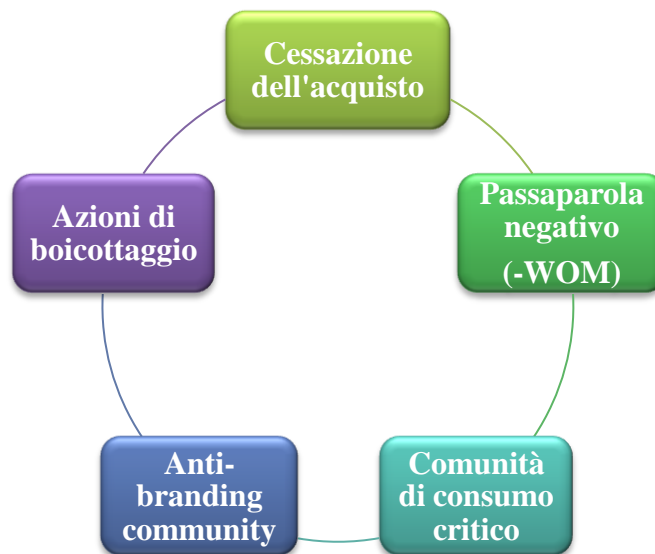 Cessazione
dell'acquisto
Passaparola
negativo
(-WOM)
Comunità
di consumo
critico
Anti-
branding
community
Azioni di
boicottaggio